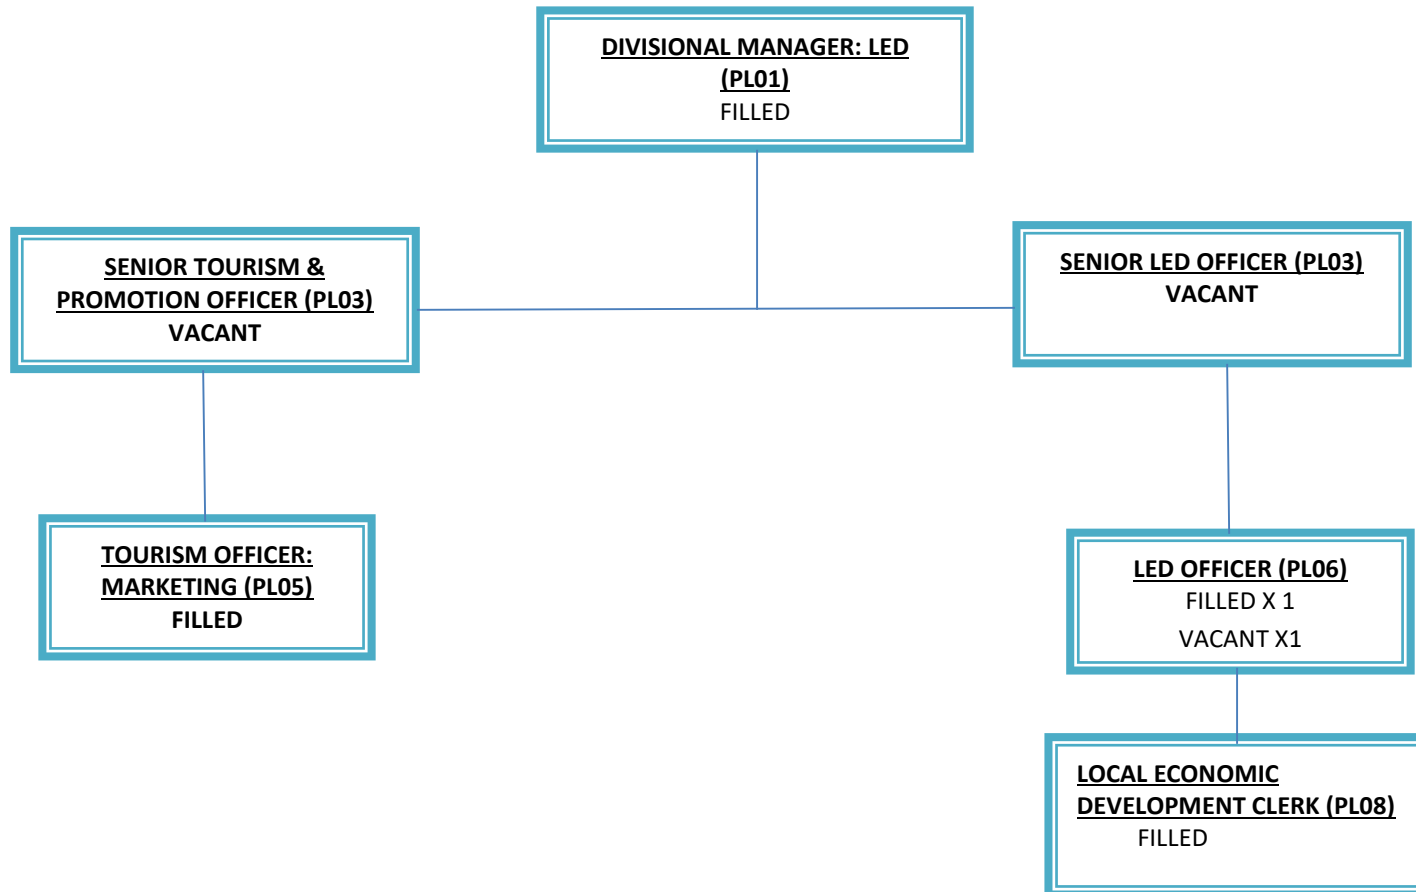 DIVISIONAL MANAGER: LED
(PL01)
FILLED
SENIOR TOURISM &
PROMOTION OFFICER (PL03)
VACANT
SENIOR LED OFFICER (PL03)
VACANT
TOURISM OFFICER:
MARKETING (PL05)
FILLED
LED OFFICER (PL06)
FILLED X 1
VACANT X1
LOCAL ECONOMIC
DEVELOPMENT CLERK (PL08)
FILLED